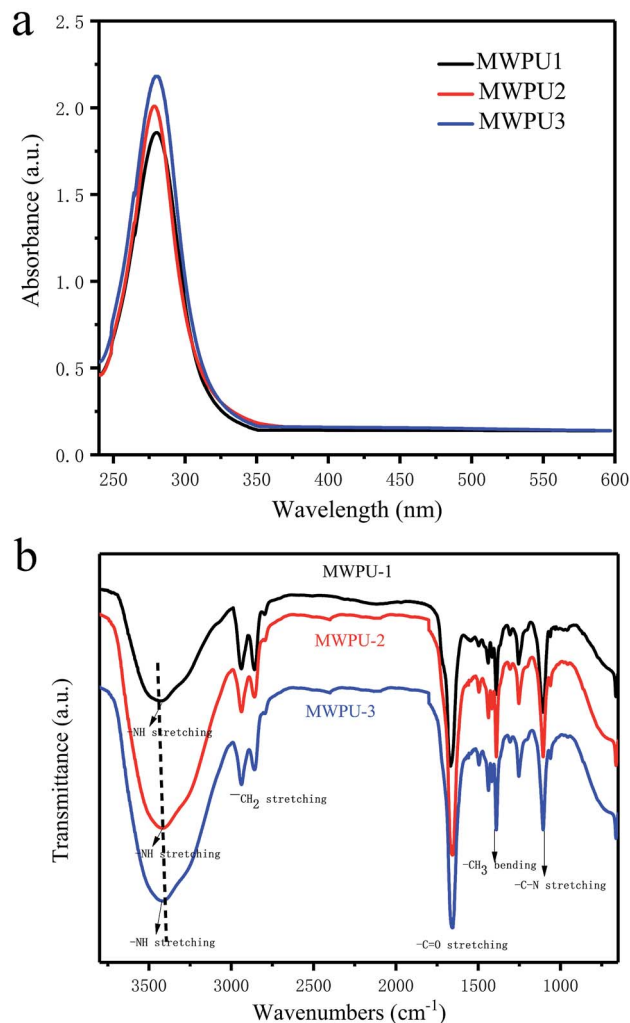 a
2.5
2.0
1.5
1.0
0.5
0.0
Absorbance (a.u.)
MWPU1
MWPU2
MWPU3
250 300 350 400 450 500 550 600
Wavelength (nm)
b
Transmittance (a.u.)
MWPU-1
MWPU-2
MWPU-3
-NH stretching
-NH stretching
-NH stretching
—CH2 stretching
-C=O stretching
-CH3 bending
-C-N stretching
3500 3000 2500 2000 1500 1000
Wavenumbers (cm-1)